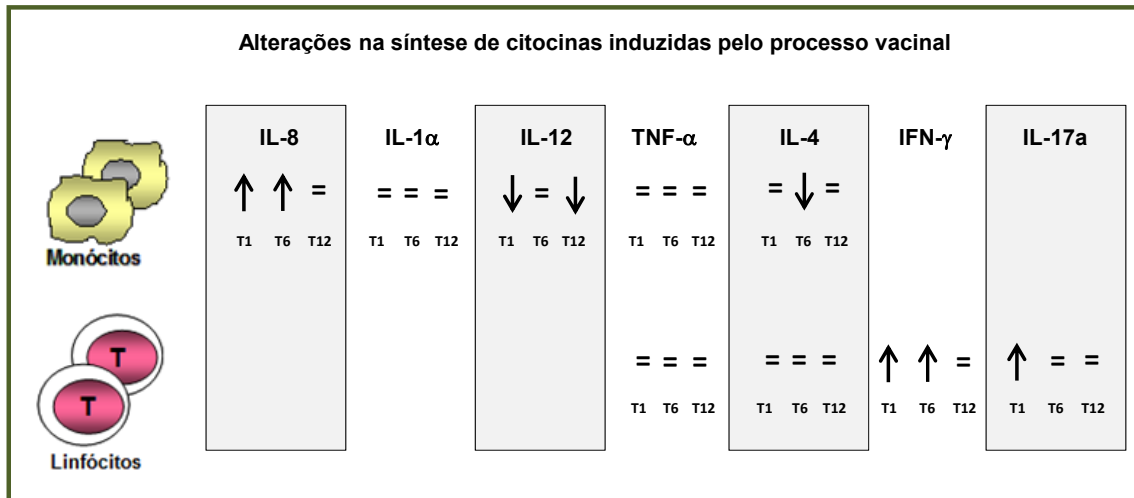 Alterações na síntese de citocinas induzidas pelo processo vacinal
IL-8 IL-1α IL-12 TNF-α IL-4 IFN-γ IL-17a
↑ ↑ = = = = ↓ = ↓ = = = = ↓ =
T1 T6 T12 T1 T6 T12 T1 T6 T12 T1 T6 T12 T1 T6 T12
Monócitos
T
T
= = = = = = ↑ ↑ = ↑ = =
T1 T6 T12 T1 T6 T12 T1 T6 T12 T1 T6 T12
Linfócitos